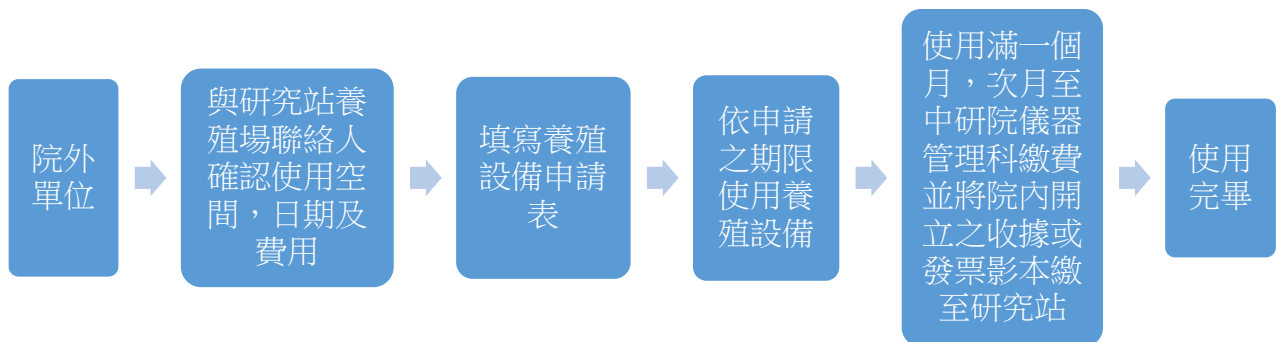 院外
單位
與研究站養
殖場聯絡人
確認使用空
間，日期及
費用
填寫養殖
設備申請
表
依申請
之期限
使用養
殖設備
使用滿一個
月，次月至
中研院儀器
管理科繳費
並將院內開
立之收據或
發票影本繳
至研究站
使用
完畢